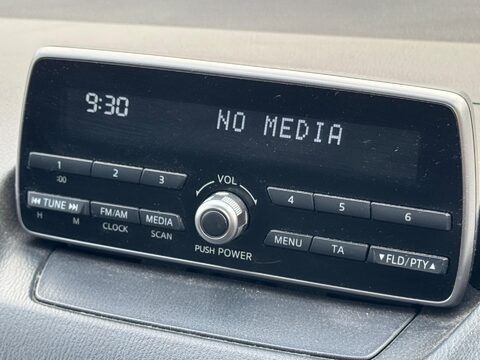 9:30 NO MEDIA
1 2 3 VOL 4 5 6
:00
⏮ TUNE ⏭ FM/AM MEDIA MENU TA ▼FLD/PTY▲
H M CLOCK SCAN PUSH POWER